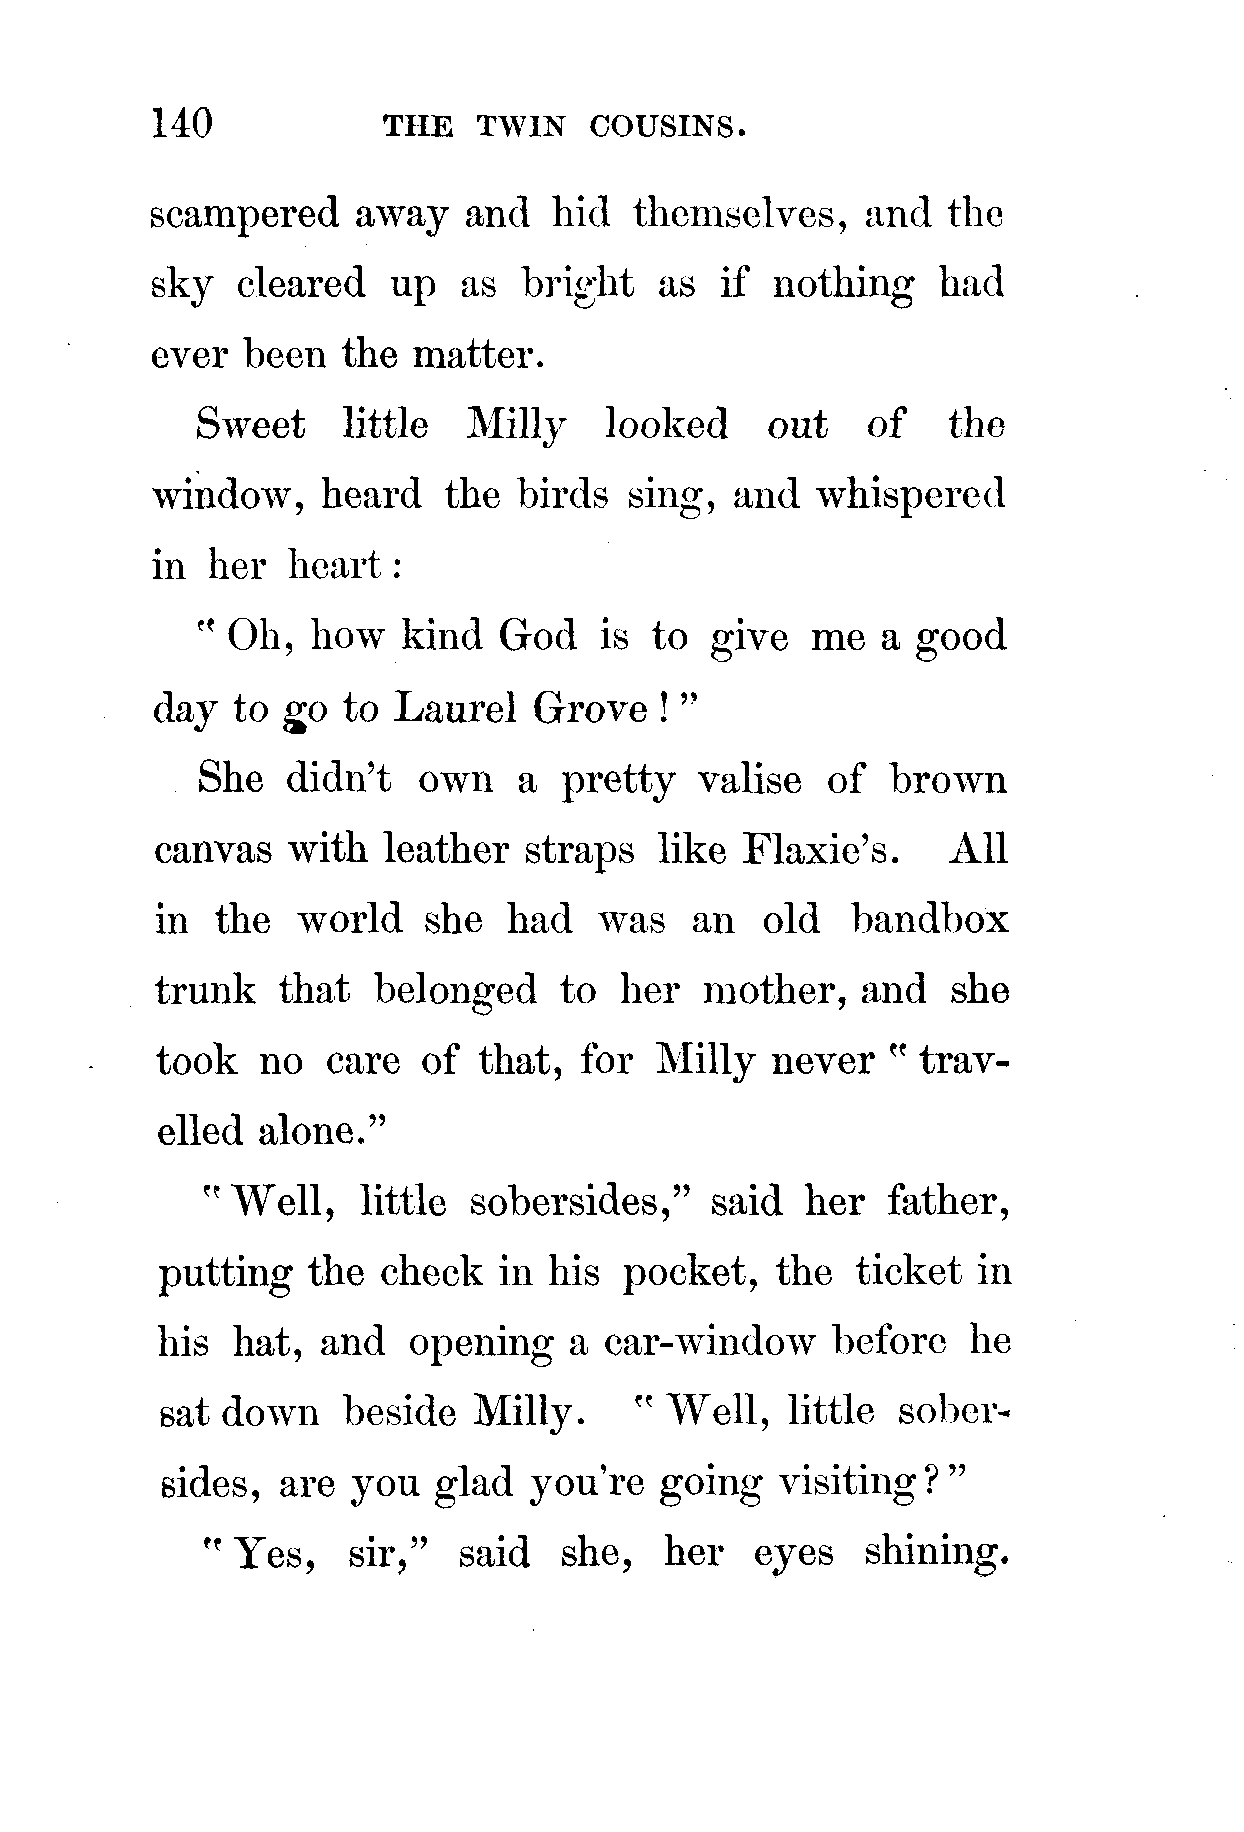 140 THE TWIN COUSINS.
scampered away and hid themselves, and the
sky cleared up as bright as if nothing had
ever been the matter.
Sweet little Milly looked out of the
window, heard the birds sing, and whispered
in her heart:
"Oh, how kind God is to give me a good
day to go to Laurel Grove!"
She didn't own a pretty valise of brown
canvas with leather straps like Flaxie's. All
in the world she had was an old bandbox
trunk that belonged to her mother, and she
took no care of that, for Milly never "trav-
elled alone."
"Well, little sobersides," said her father,
putting the check in his pocket, the ticket in
his hat, and opening a car-window before he
sat down beside Milly. "Well, little sober-
sides, are you glad you're going visiting?"
"Yes, sir," said she, her eyes shining.